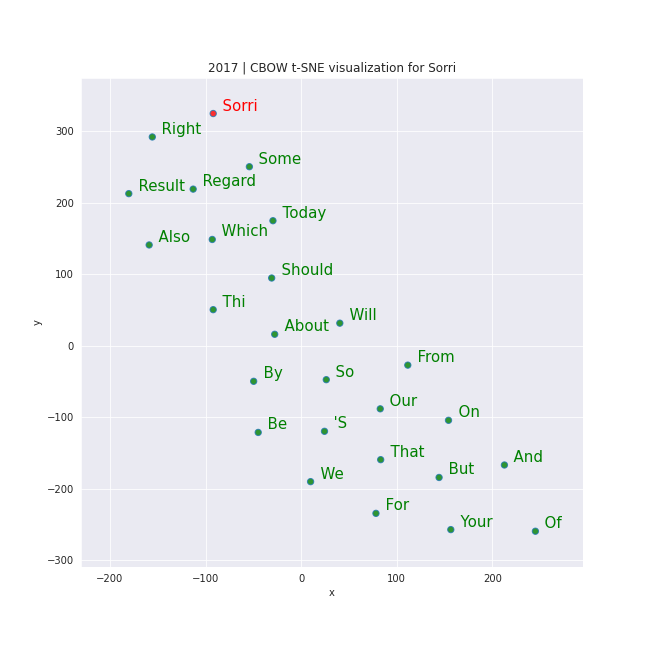 2017 | CBOW t-SNE visualization for Sorri
Sorri
Right
Some
Regard
Result
Today
Which
Also
Should
Thi
Will
About
From
So
By
Our
On
'S
Be
That
And
But
We
For
Your
Of
300
200
100
0
−100
−200
−300
y
−200
−100
0
100
200
x